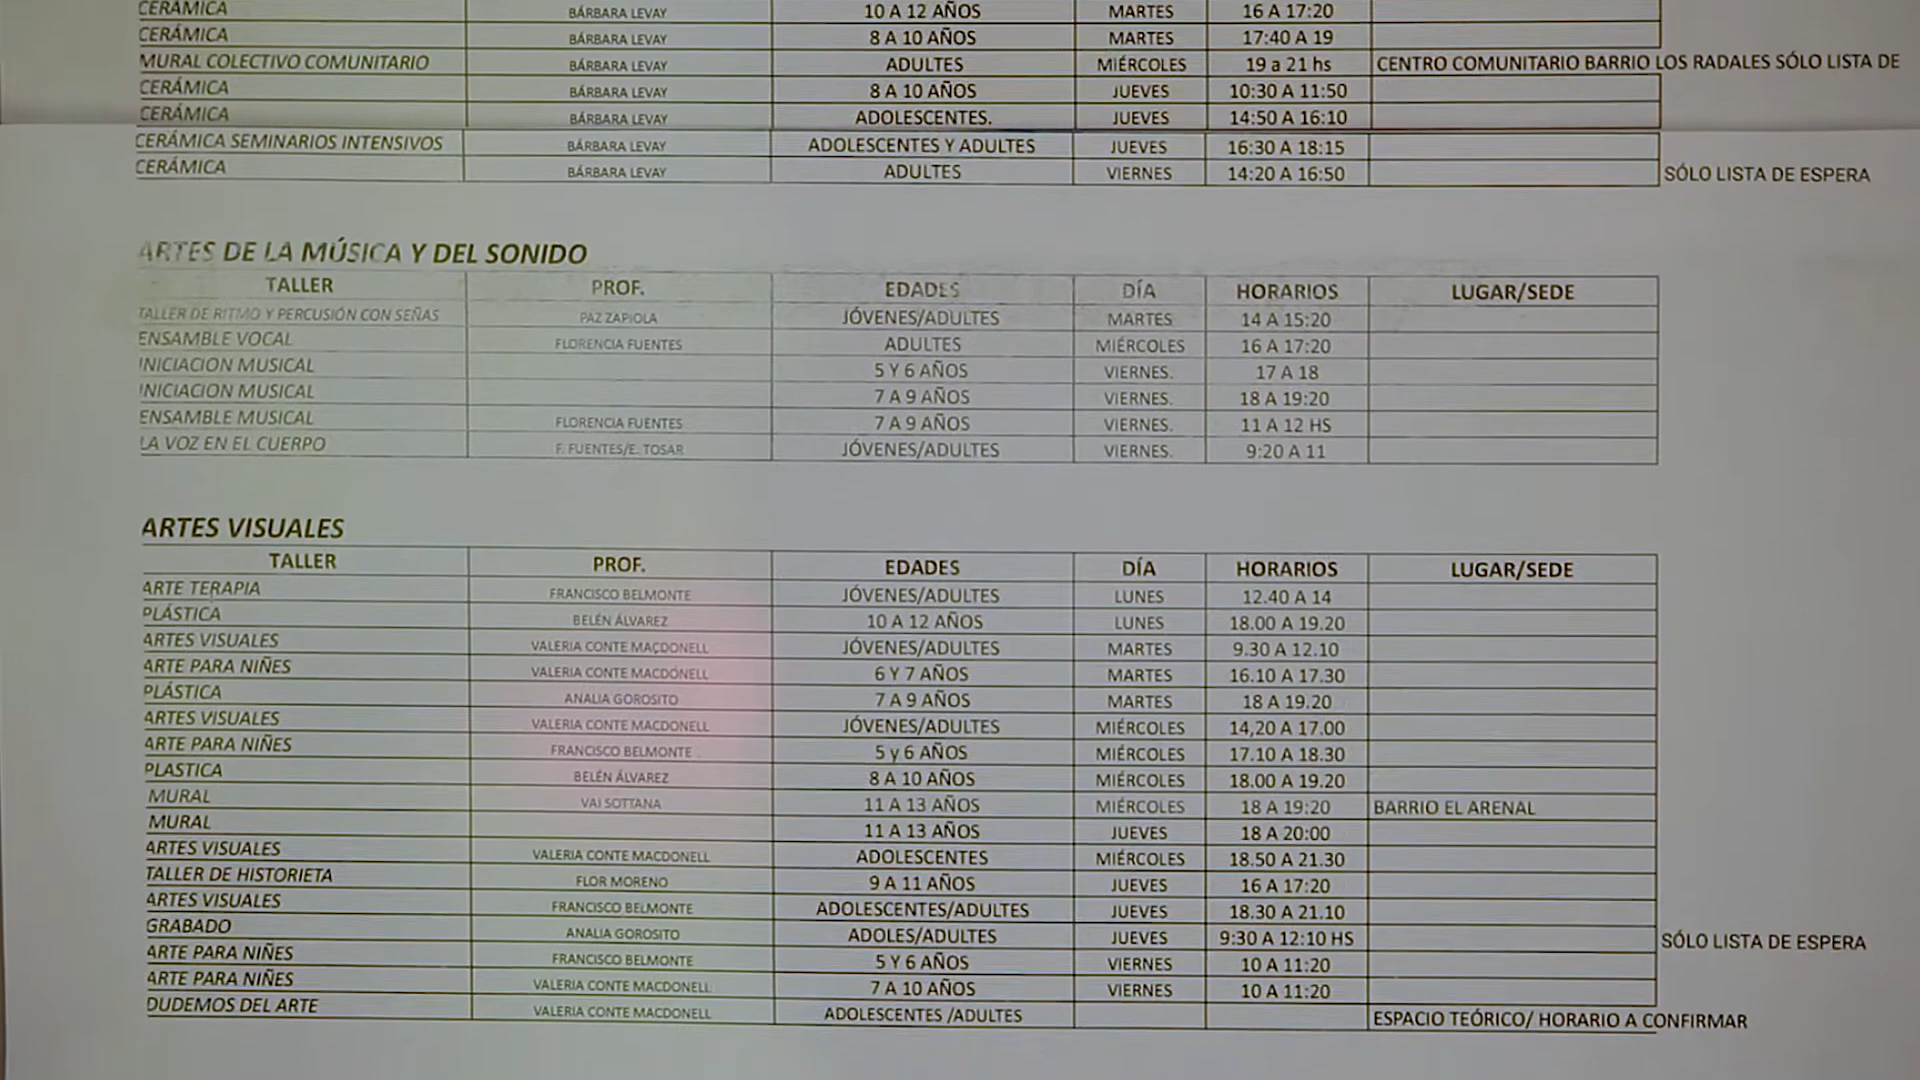 CERÁMICA BÁRBARA LEVAY 10 A 12 AÑOS MARTES 16 A 17:20
CERÁMICA BÁRBARA LEVAY 8 A 10 AÑOS MARTES 17:40 A 19
MURAL COLECTIVO COMUNITARIO BÁRBARA LEVAY ADULTES MIÉRCOLES 19 a 21 hs CENTRO COMUNITARIO BARRIO LOS RADALES SÓLO LISTA DE
CERÁMICA BÁRBARA LEVAY 8 A 10 AÑOS JUEVES 10:30 A 11:50
CERÁMICA BÁRBARA LEVAY ADOLESCENTES. JUEVES 14:50 A 16:10
CERÁMICA SEMINARIOS INTENSIVOS BÁRBARA LEVAY ADOLESCENTES Y ADULTES JUEVES 16:30 A 18:15
CERÁMICA BÁRBARA LEVAY ADULTES VIERNES 14:20 A 16:50 SÓLO LISTA DE ESPERA
ARTES DE LA MÚSICA Y DEL SONIDO
TALLER PROF. EDADES DÍA HORARIOS LUGAR/SEDE
TALLER DE RITMO Y PERCUSIÓN CON SEÑAS PAZ ZAPIOLA JÓVENES/ADULTES MARTES 14 A 15:20
ENSAMBLE VOCAL FLORENCIA FUENTES ADULTES MIÉRCOLES 16 A 17:20
INICIACION MUSICAL 5 Y 6 AÑOS VIERNES. 17 A 18
INICIACION MUSICAL 7 A 9 AÑOS VIERNES. 18 A 19:20
ENSAMBLE MUSICAL FLORENCIA FUENTES 7 A 9 AÑOS VIERNES. 11 A 12 HS
LA VOZ EN EL CUERPO F. FUENTES/E. TOSAR JÓVENES/ADULTES VIERNES. 9:20 A 11
ARTES VISUALES
TALLER PROF. EDADES DÍA HORARIOS LUGAR/SEDE
ARTE TERAPIA FRANCISCO BELMONTE JÓVENES/ADULTES LUNES 12.40 A 14
PLÁSTICA BELÉN ÁLVAREZ 10 A 12 AÑOS LUNES 18.00 A 19.20
ARTES VISUALES VALERIA CONTE MACDONELL JÓVENES/ADULTES MARTES 9.30 A 12.10
ARTE PARA NIÑES VALERIA CONTE MACDONELL 6 Y 7 AÑOS MARTES 16.10 A 17.30
PLÁSTICA ANALIA GOROSITO 7 A 9 AÑOS MARTES 18 A 19.20
ARTES VISUALES VALERIA CONTE MACDONELL JÓVENES/ADULTES MIÉRCOLES 14,20 A 17.00
ARTE PARA NIÑES FRANCISCO BELMONTE 5 y 6 AÑOS MIÉRCOLES 17.10 A 18.30
PLASTICA BELÉN ÁLVAREZ 8 A 10 AÑOS MIÉRCOLES 18.00 A 19.20
MURAL VAI SOTTANA 11 A 13 AÑOS MIÉRCOLES 18 A 19:20 BARRIO EL ARENAL
MURAL 11 A 13 AÑOS JUEVES 18 A 20:00
ARTES VISUALES VALERIA CONTE MACDONELL ADOLESCENTES MIÉRCOLES 18.50 A 21.30
TALLER DE HISTORIETA FLOR MORENO 9 A 11 AÑOS JUEVES 16 A 17:20
ARTES VISUALES FRANCISCO BELMONTE ADOLESCENTES/ADULTES JUEVES 18.30 A 21.10
GRABADO ANALIA GOROSITO ADOLES/ADULTES JUEVES 9:30 A 12:10 HS SÓLO LISTA DE ESPERA
ARTE PARA NIÑES FRANCISCO BELMONTE 5 Y 6 AÑOS VIERNES 10 A 11:20
ARTE PARA NIÑES VALERIA CONTE MACDONELL 7 A 10 AÑOS VIERNES 10 A 11:20
DUDEMOS DEL ARTE VALERIA CONTE MACDONELL ADOLESCENTES /ADULTES ESPACIO TEÓRICO/ HORARIO A CONFIRMAR